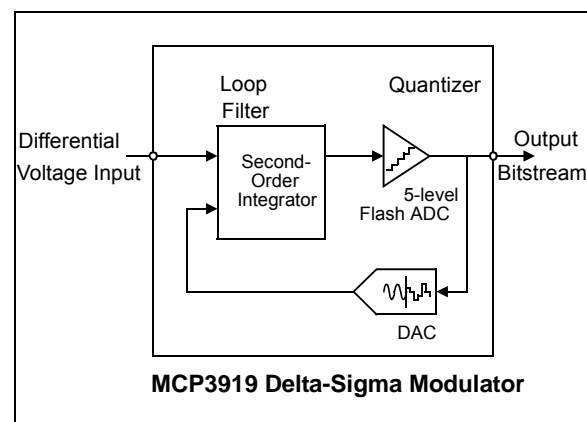 Loop
Filter
Quantizer
Differential
Voltage Input
Second-
Order
Integrator
Output
Bitstream
5-level
Flash ADC
DAC
MCP3919 Delta-Sigma Modulator